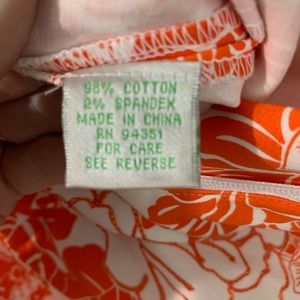 98% COTTON
2% SPANDEX
MADE IN CHINA
RN 94351
FOR CARE
SEE REVERSE